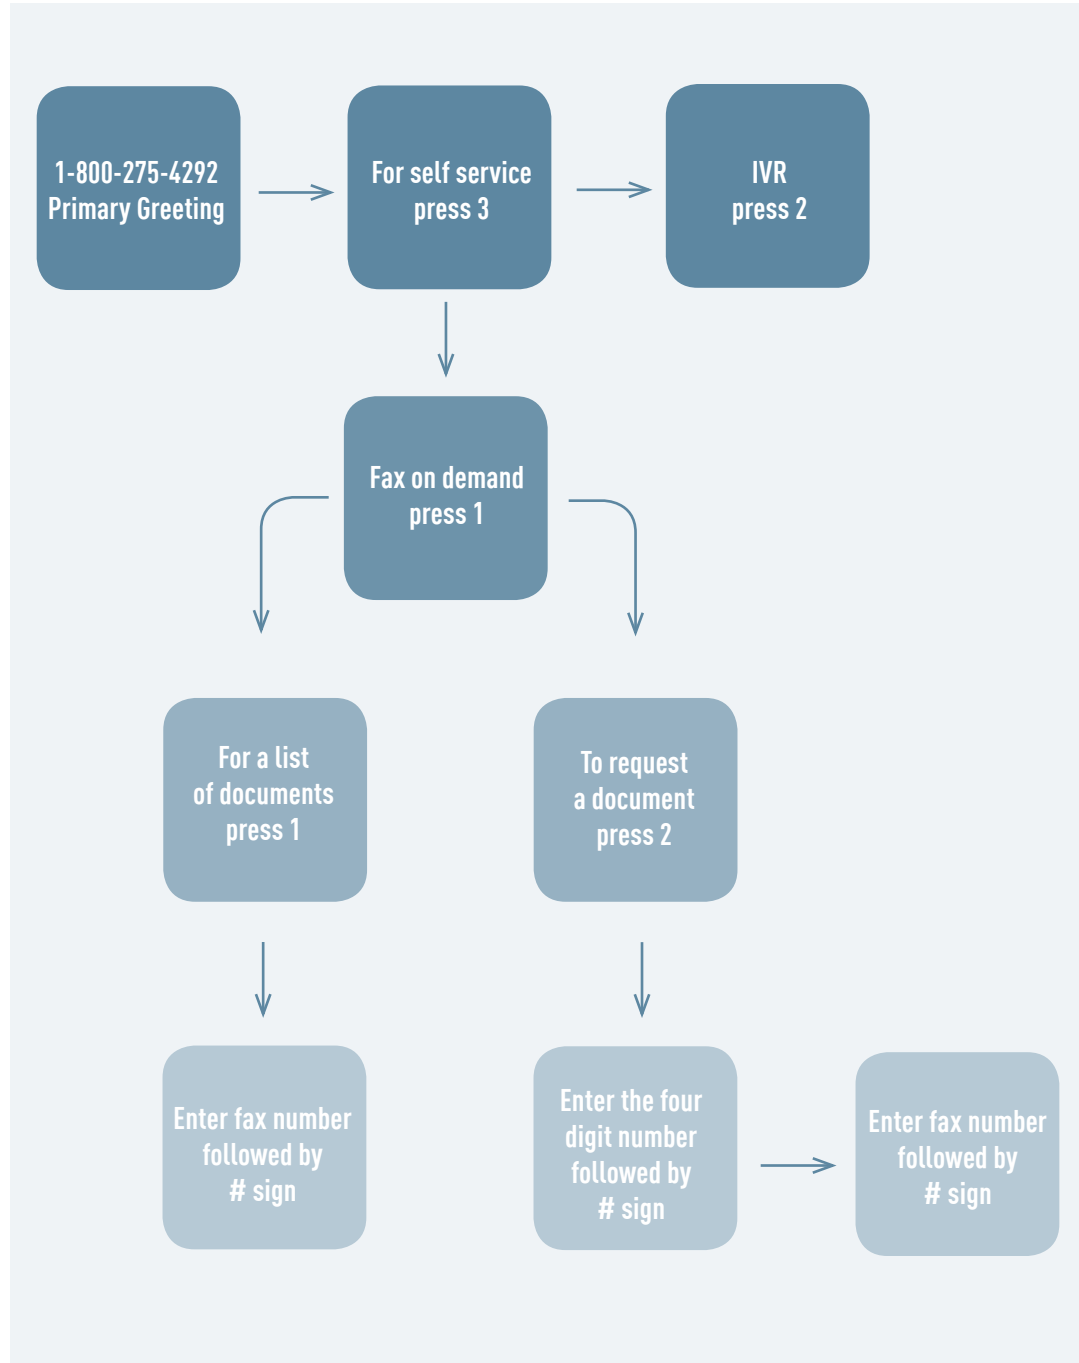 1-800-275-4292
Primary Greeting
For self service
press 3
IVR
press 2
Fax on demand
press 1
For a list
of documents
press 1
To request
a document
press 2
Enter fax number
followed by
# sign
Enter the four
digit number
followed by
# sign
Enter fax number
followed by
# sign